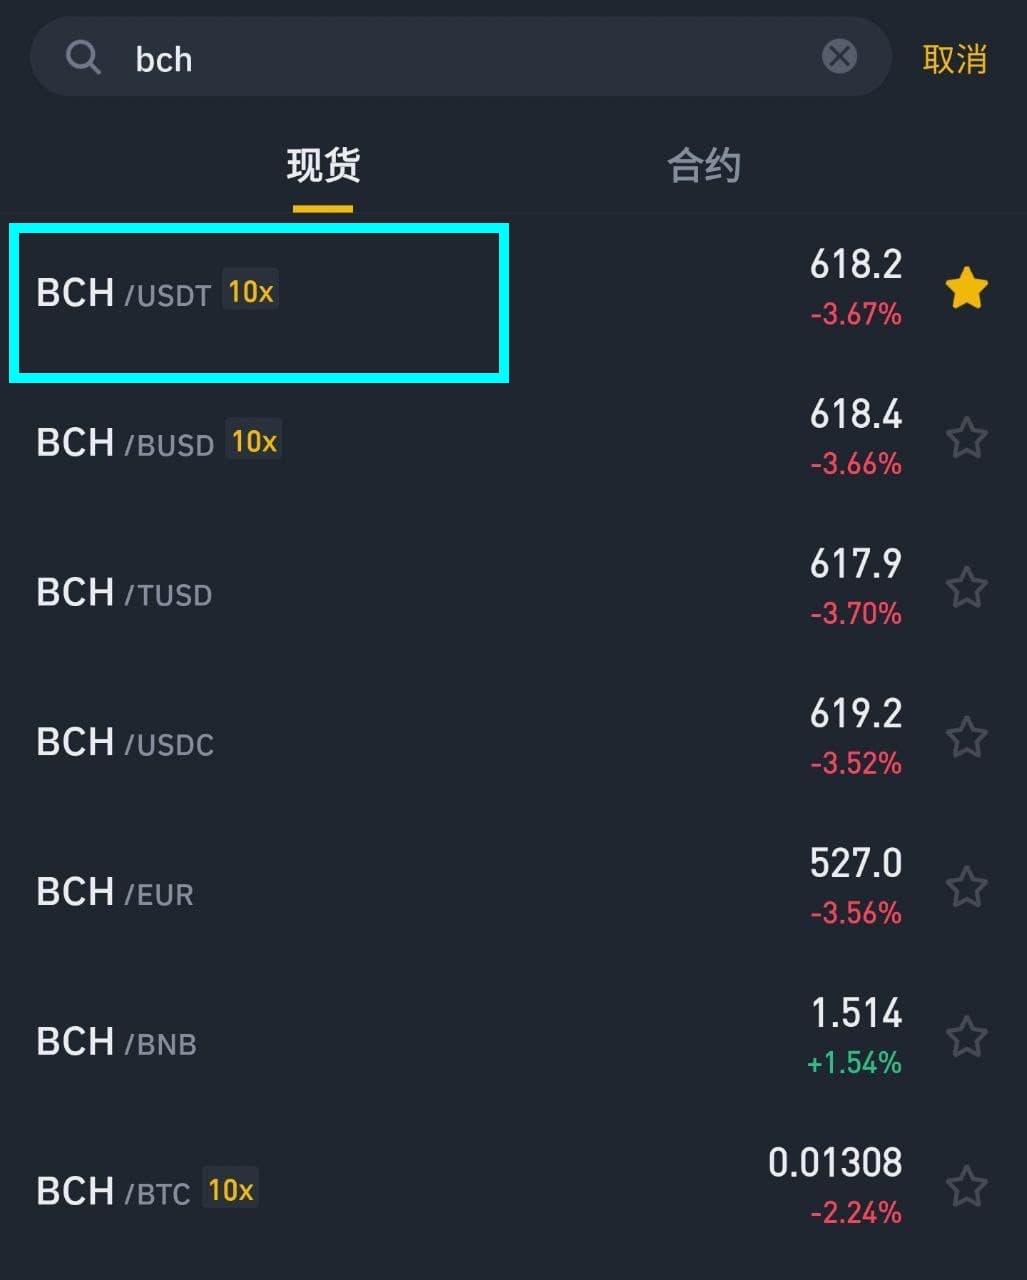 bch
取消
现货 合约
BCH /USDT 10x 618.2
-3.67%
BCH /BUSD 10x 618.4
-3.66%
BCH /TUSD 617.9
-3.70%
BCH /USDC 619.2
-3.52%
BCH /EUR 527.0
-3.56%
BCH /BNB 1.514
+1.54%
BCH /BTC 10x 0.01308
-2.24%